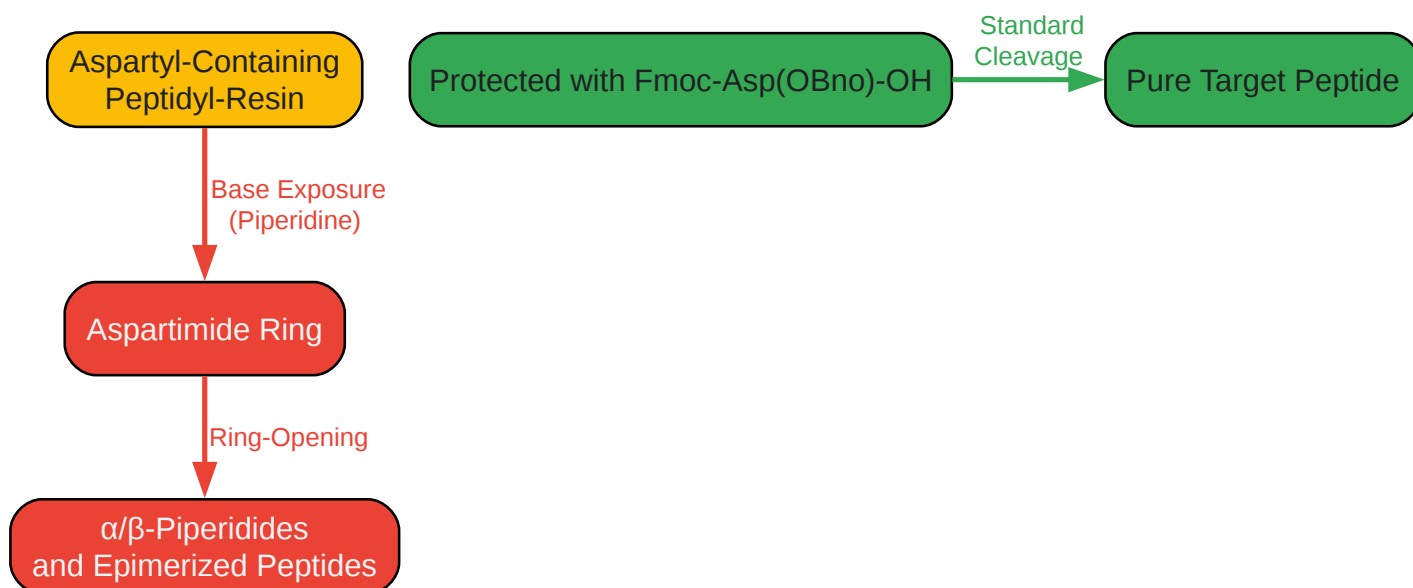 Aspartyl-Containing
Peptidyl-Resin
Protected with Fmoc-Asp(OBno)-OH
Standard
Cleavage
Pure Target Peptide
Base Exposure
(Piperidine)
Aspartimide Ring
Ring-Opening
α/β-Piperidides
and Epimerized Peptides